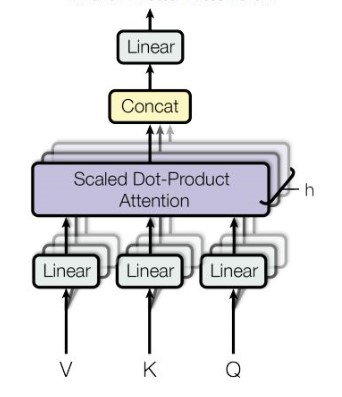 Linear
Concat
Scaled Dot-Product
Attention
h
Linear
Linear
Linear
V
K
Q